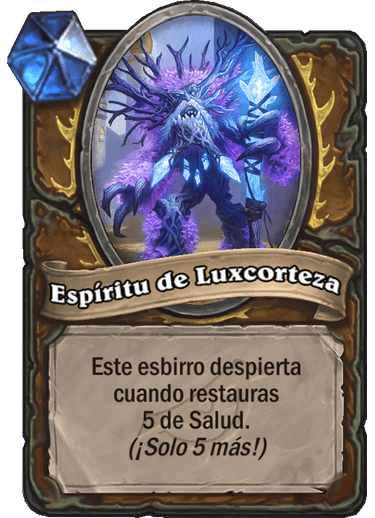 Espíritu de Luxcorteza
Este esbirro despierta
cuando restauras
5 de Salud.
(¡Solo 5 más!)